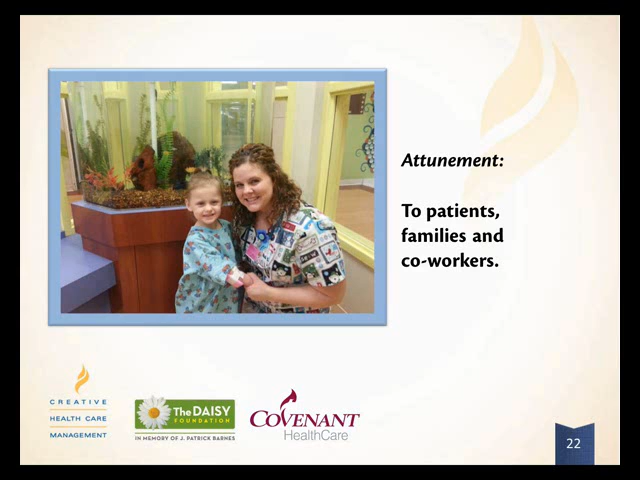 Attunement:
To patients,
families and
co-workers.
CREATIVE
HEALTH CARE
MANAGEMENT
The DAISY
FOUNDATION
IN MEMORY OF J. PATRICK BARNES
COVENANT
HealthCare
22